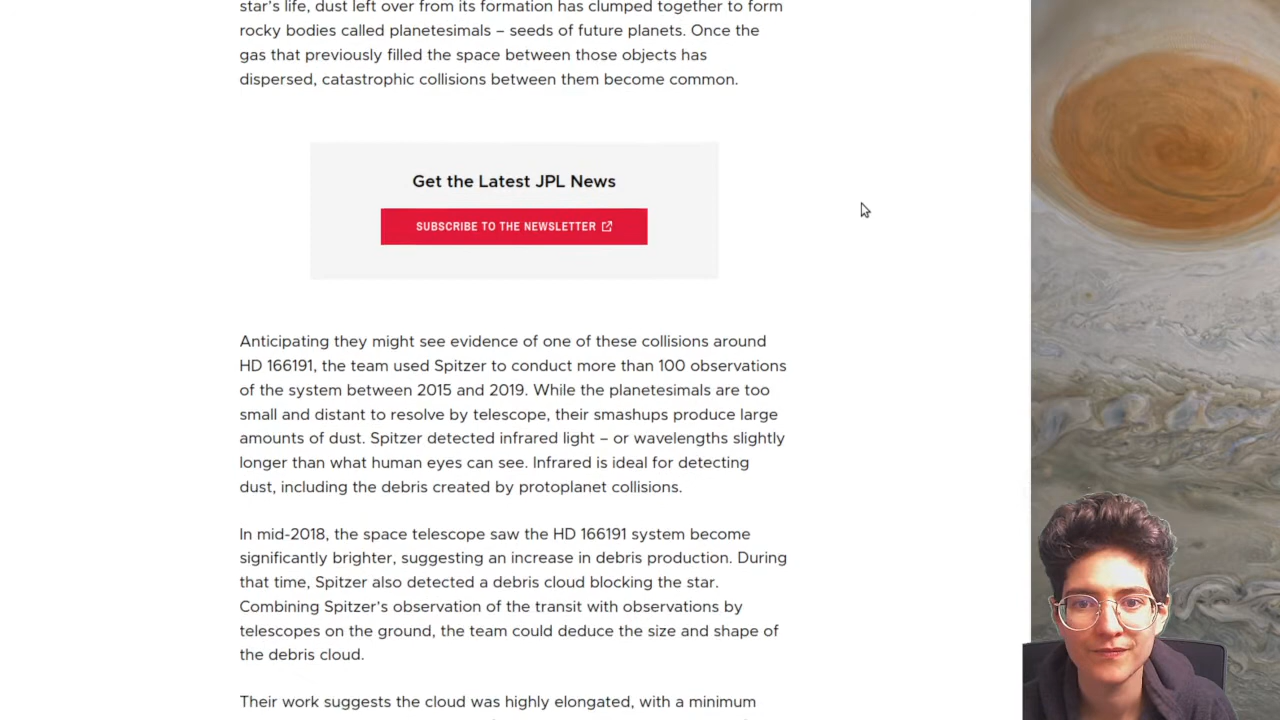 star's life, dust left over from its formation has clumped together to form
rocky bodies called planetesimals – seeds of future planets. Once the
gas that previously filled the space between those objects has
dispersed, catastrophic collisions between them become common.
Get the Latest JPL News
SUBSCRIBE TO THE NEWSLETTER
Anticipating they might see evidence of one of these collisions around
HD 166191, the team used Spitzer to conduct more than 100 observations
of the system between 2015 and 2019. While the planetesimals are too
small and distant to resolve by telescope, their smashups produce large
amounts of dust. Spitzer detected infrared light – or wavelengths slightly
longer than what human eyes can see. Infrared is ideal for detecting
dust, including the debris created by protoplanet collisions.
In mid-2018, the space telescope saw the HD 166191 system become
significantly brighter, suggesting an increase in debris production. During
that time, Spitzer also detected a debris cloud blocking the star.
Combining Spitzer's observation of the transit with observations by
telescopes on the ground, the team could deduce the size and shape of
the debris cloud.
Their work suggests the cloud was highly elongated, with a minimum